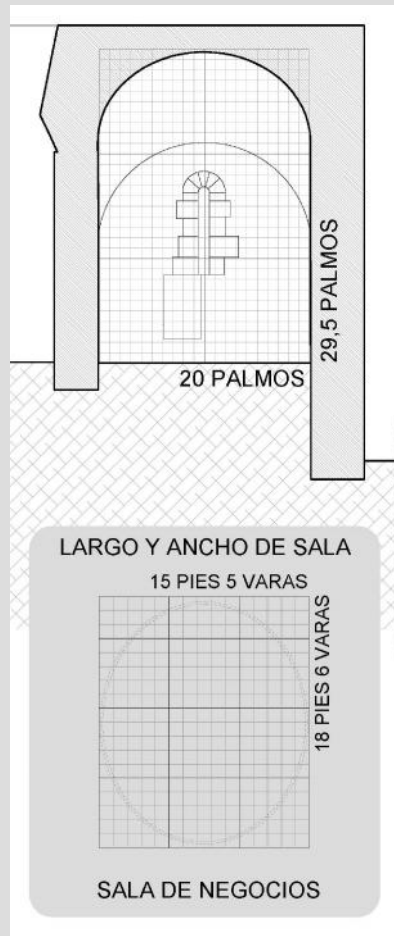 29,5 PALMOS
20 PALMOS
LARGO Y ANCHO DE SALA
15 PIES 5 VARAS
18 PIES 6 VARAS
SALA DE NEGOCIOS